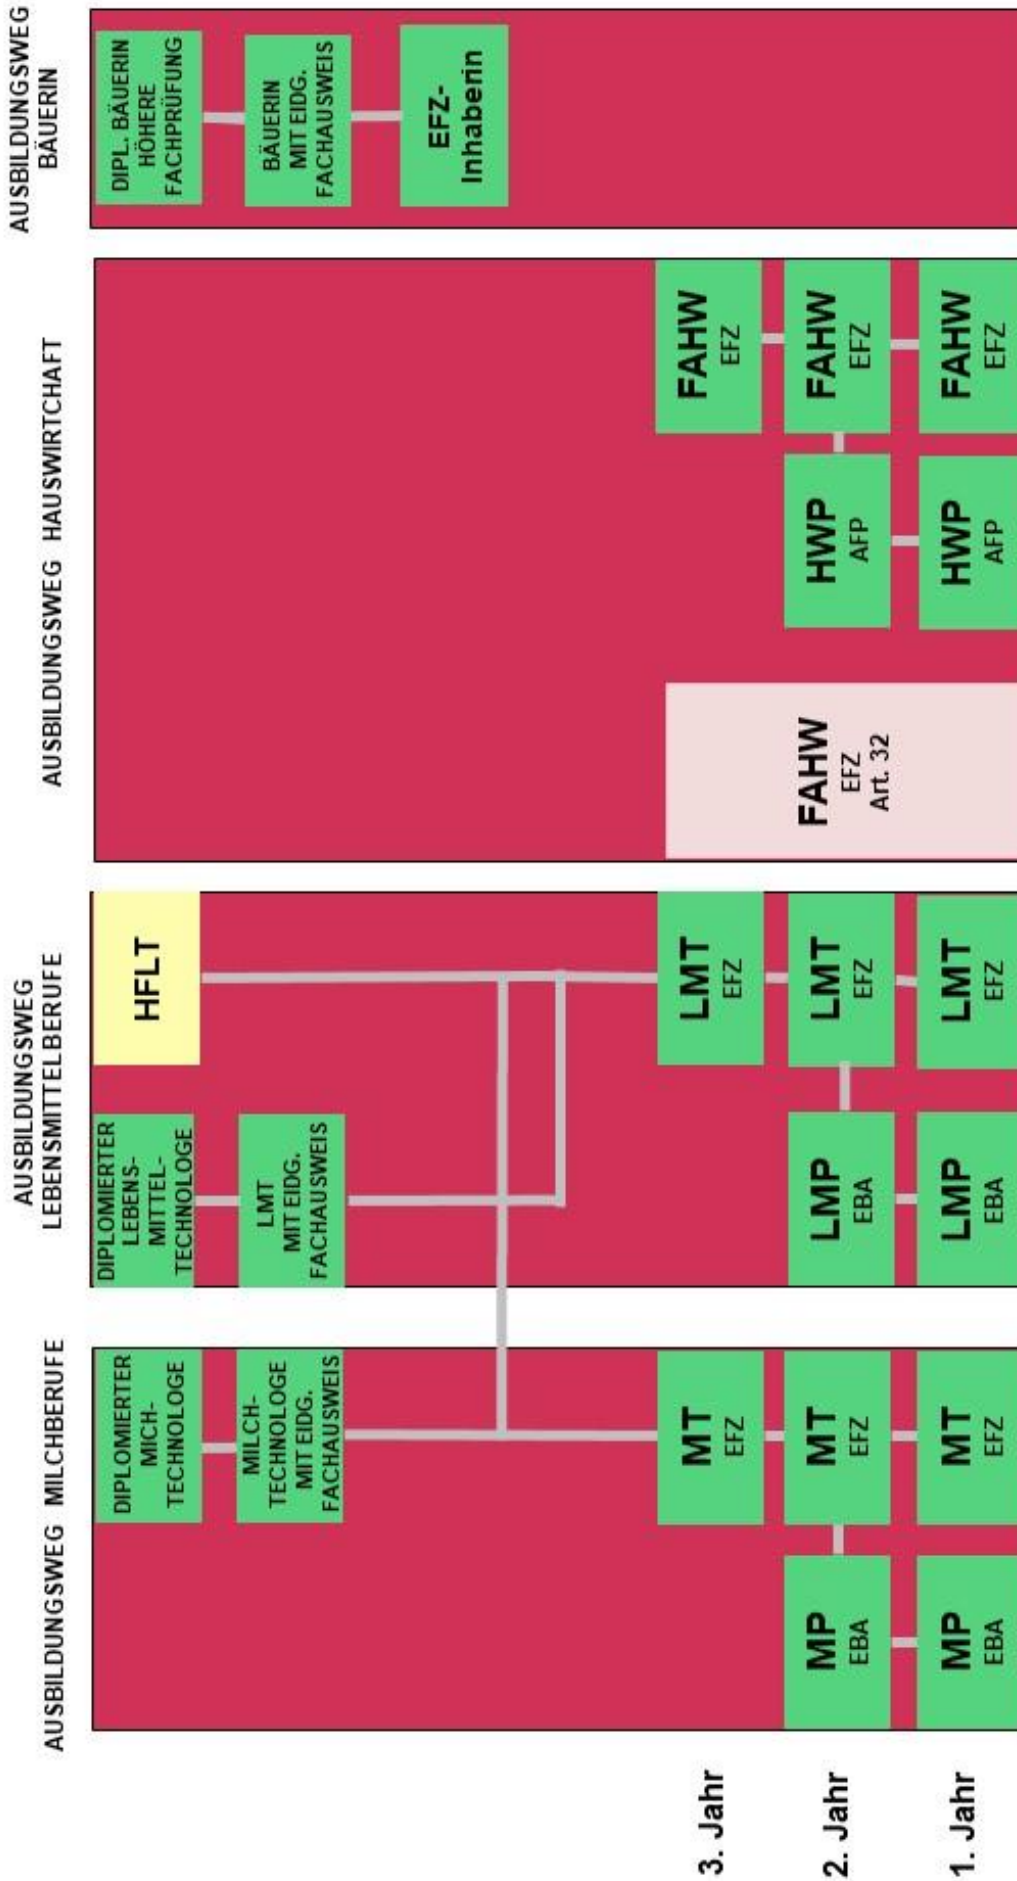 AUSBILDUNGSWEG MILCHBERUFE
AUSBILDUNGSWEG
LEBENSMITTELBERUFE
AUSBILDUNGSWEG HAUSWIRTCHAFT
AUSBILDUNGSWEG
BÄUERIN
DIPLOMIERTER
MICH-
TECHNOLOGE
DIPLOMIERTER
LEBENS-
MITTEL-
TECHNOLOGE
HFLT
DIPL. BÄUERIN
HÖHERE
FACHPRÜFUNG
MILCH-
TECHNOLOGE
MIT EIDG.
FACHAUSWEIS
LMT
MIT EIDG.
FACHAUSWEIS
BÄUERIN
MIT EIDG.
FACHAUSWEIS
EFZ-
Inhaberin
3. Jahr
MT
EFZ
LMT
EFZ
FAHW
EFZ
2. Jahr
MP
EBA
MT
EFZ
LMP
EBA
LMT
EFZ
FAHW
EFZ
Art. 32
HWP
AFP
FAHW
EFZ
1. Jahr
MP
EBA
MT
EFZ
LMP
EBA
LMT
EFZ
HWP
AFP
FAHW
EFZ